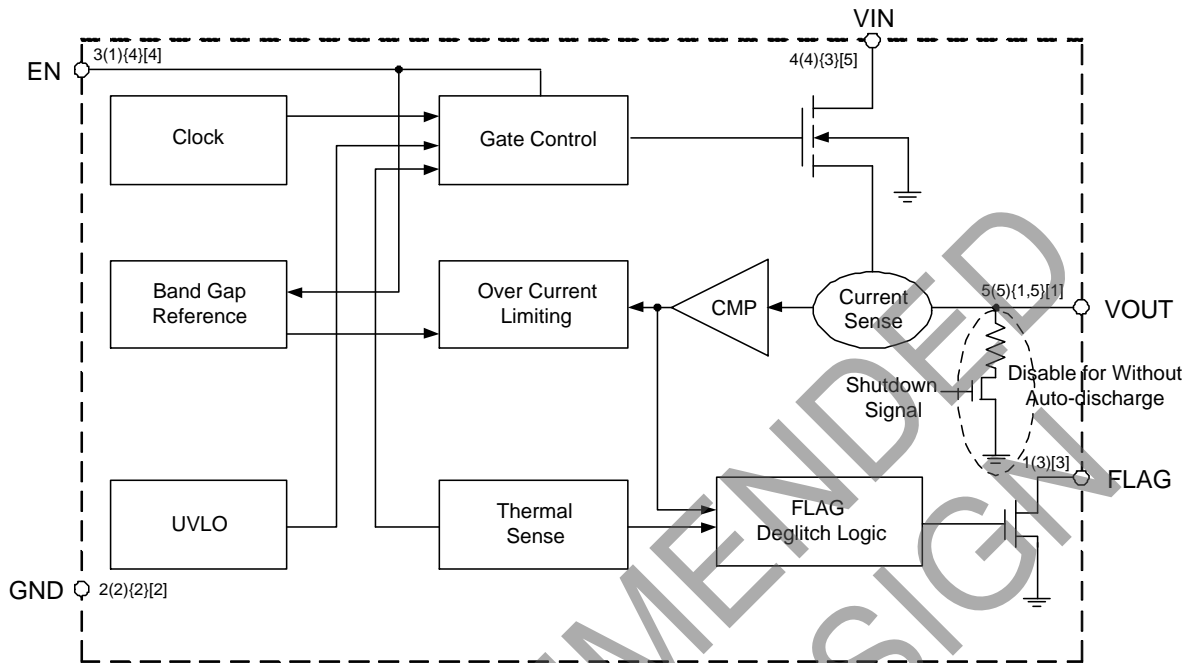 VIN
3(1){4}[4]
4(4){3}[5]
EN
Clock
Gate Control
Band Gap
Reference
Over Current
Limiting
CMP
Current
Sense
5(5){1,5}[1]
VOUT
Shutdown
Signal
Disable for Without
Auto-discharge
1(3)[3]
FLAG
UVLO
Thermal
Sense
FLAG
Deglitch Logic
GND
2(2){2}[2]
MENDED
SIGN